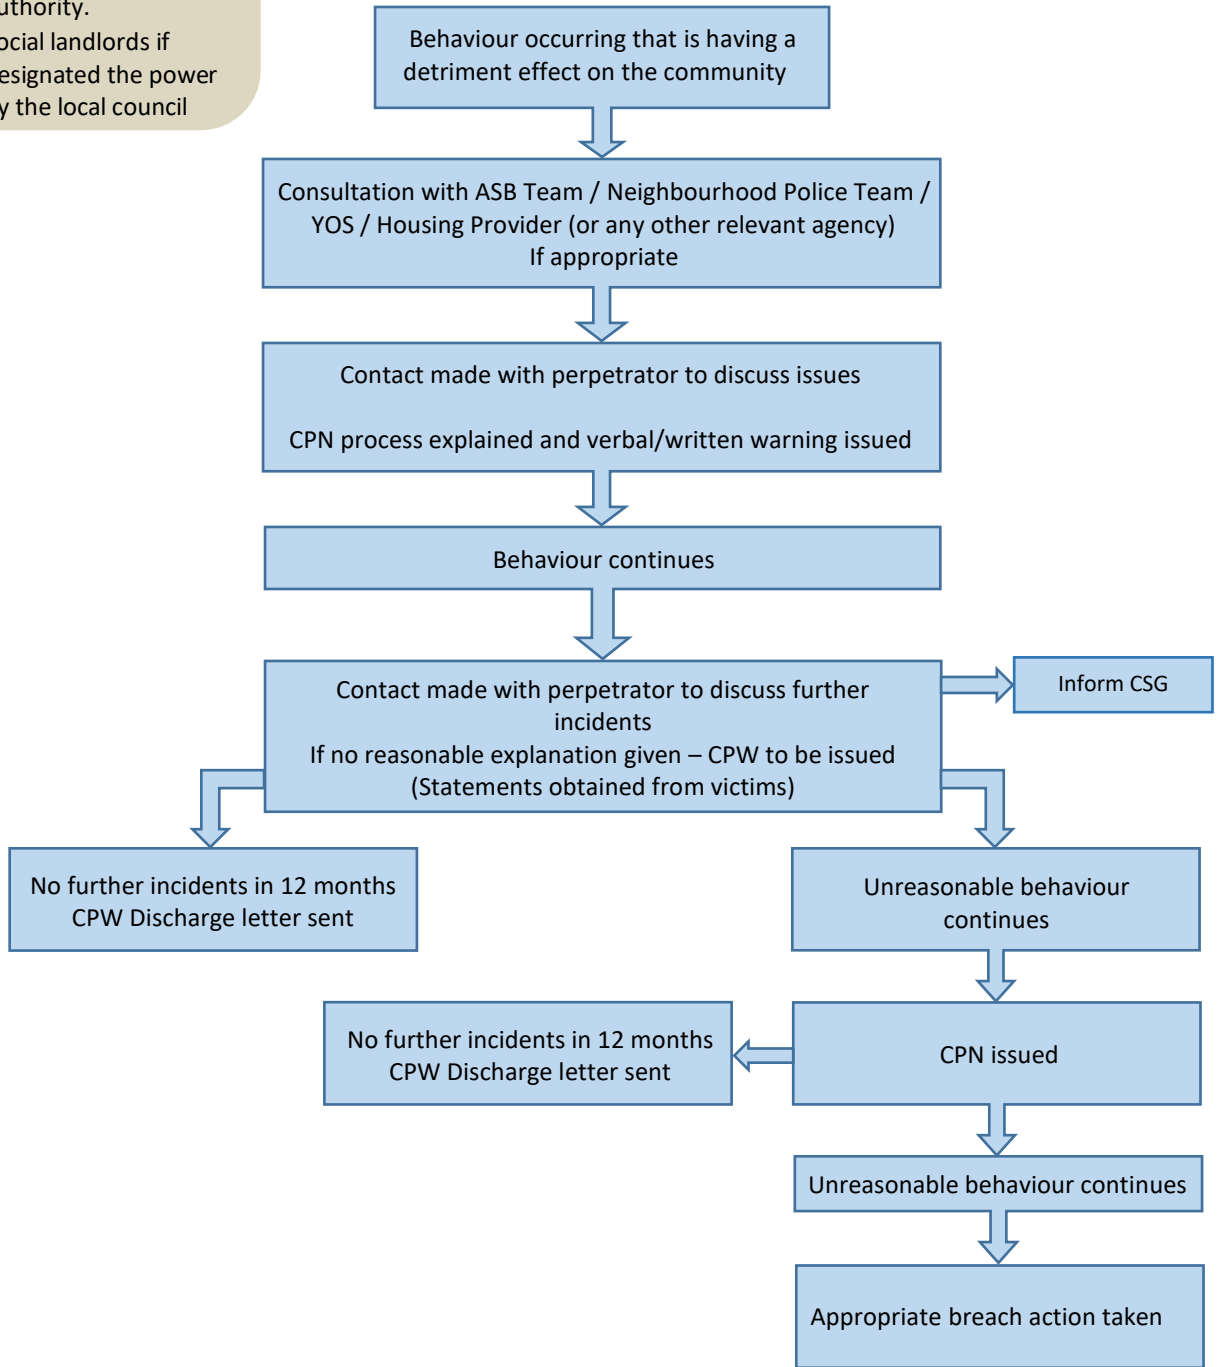 uthority.
ocial landlords if
esignated the power
y the local council
Behaviour occurring that is having a
detriment effect on the community
Consultation with ASB Team / Neighbourhood Police Team /
YOS / Housing Provider (or any other relevant agency)
If appropriate
Contact made with perpetrator to discuss issues
CPN process explained and verbal/written warning issued
Behaviour continues
Contact made with perpetrator to discuss further
incidents
If no reasonable explanation given – CPW to be issued
(Statements obtained from victims)
Inform CSG
No further incidents in 12 months
CPW Discharge letter sent
Unreasonable behaviour
continues
No further incidents in 12 months
CPW Discharge letter sent
CPN issued
Unreasonable behaviour continues
Appropriate breach action taken